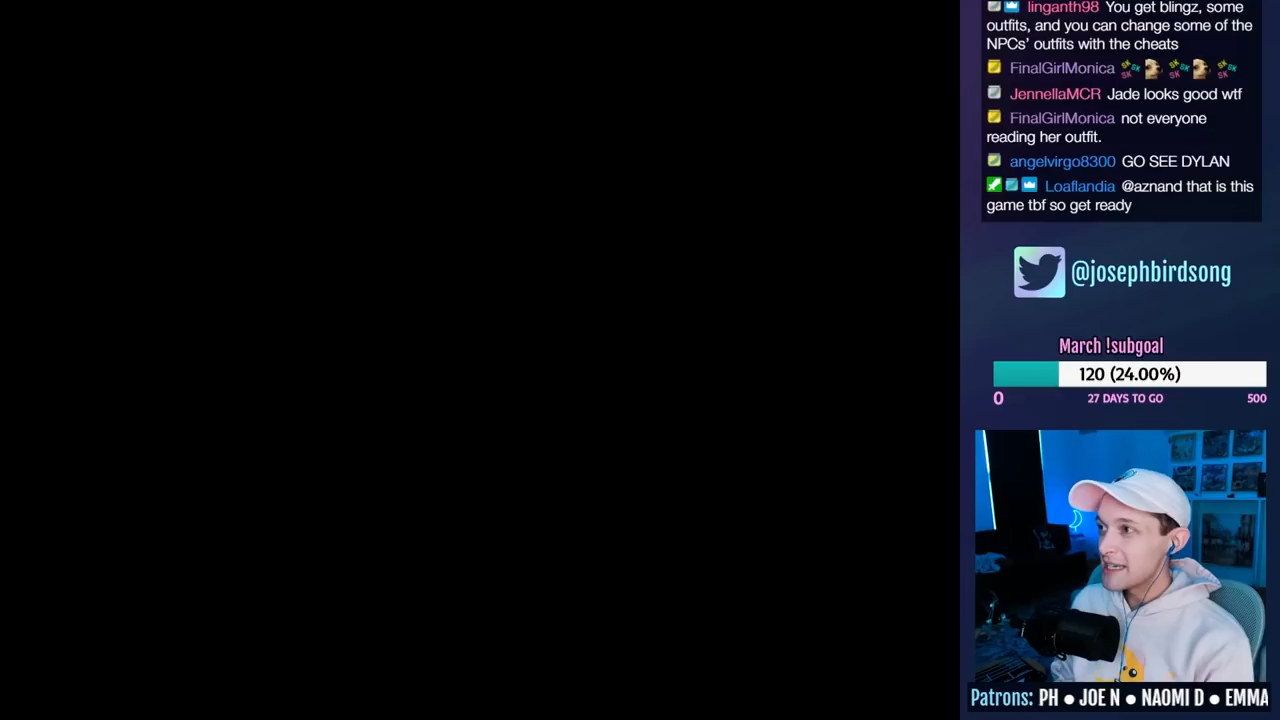 linganth98 You get blingz, some
outfits, and you can change some of the
NPCs’ outfits with the cheats
FinalGirlMonica
JennellaMCR Jade looks good wtf
FinalGirlMonica not everyone
reading her outfit.
angelvirgo8300 GO SEE DYLAN
Loaflandia @aznand that is this
game tbf so get ready
@josephbirdsong
March !subgoal
120 (24.00%)
0 27 DAYS TO GO 500
Patrons: PH ● JOE N ● NAOMI D ● EMMA